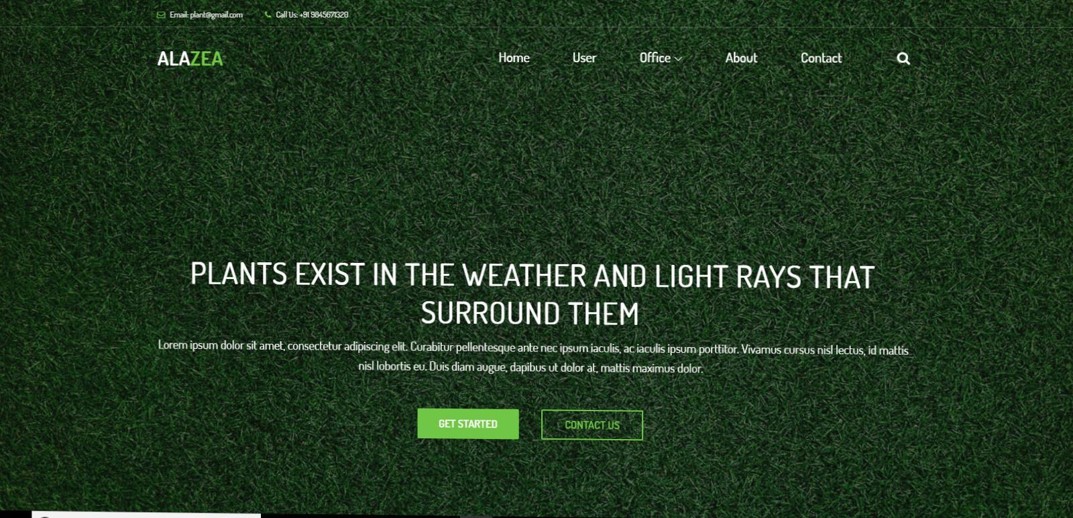 Email: plant@gmail.com Call Us: +91 9845671320
ALAZEA Home User Office About Contact
PLANTS EXIST IN THE WEATHER AND LIGHT RAYS THAT
SURROUND THEM
Lorem ipsum dolor sit amet, consectetur adipiscing elit. Curabitur pellentesque ante nec ipsum iaculis, ac iaculis ipsum porttitor. Vivamus cursus nisl lectus, id mattis
nisl lobortis eu. Duis diam augue, dapibus ut dolor at, mattis maximus dolor.
GET STARTED CONTACT US